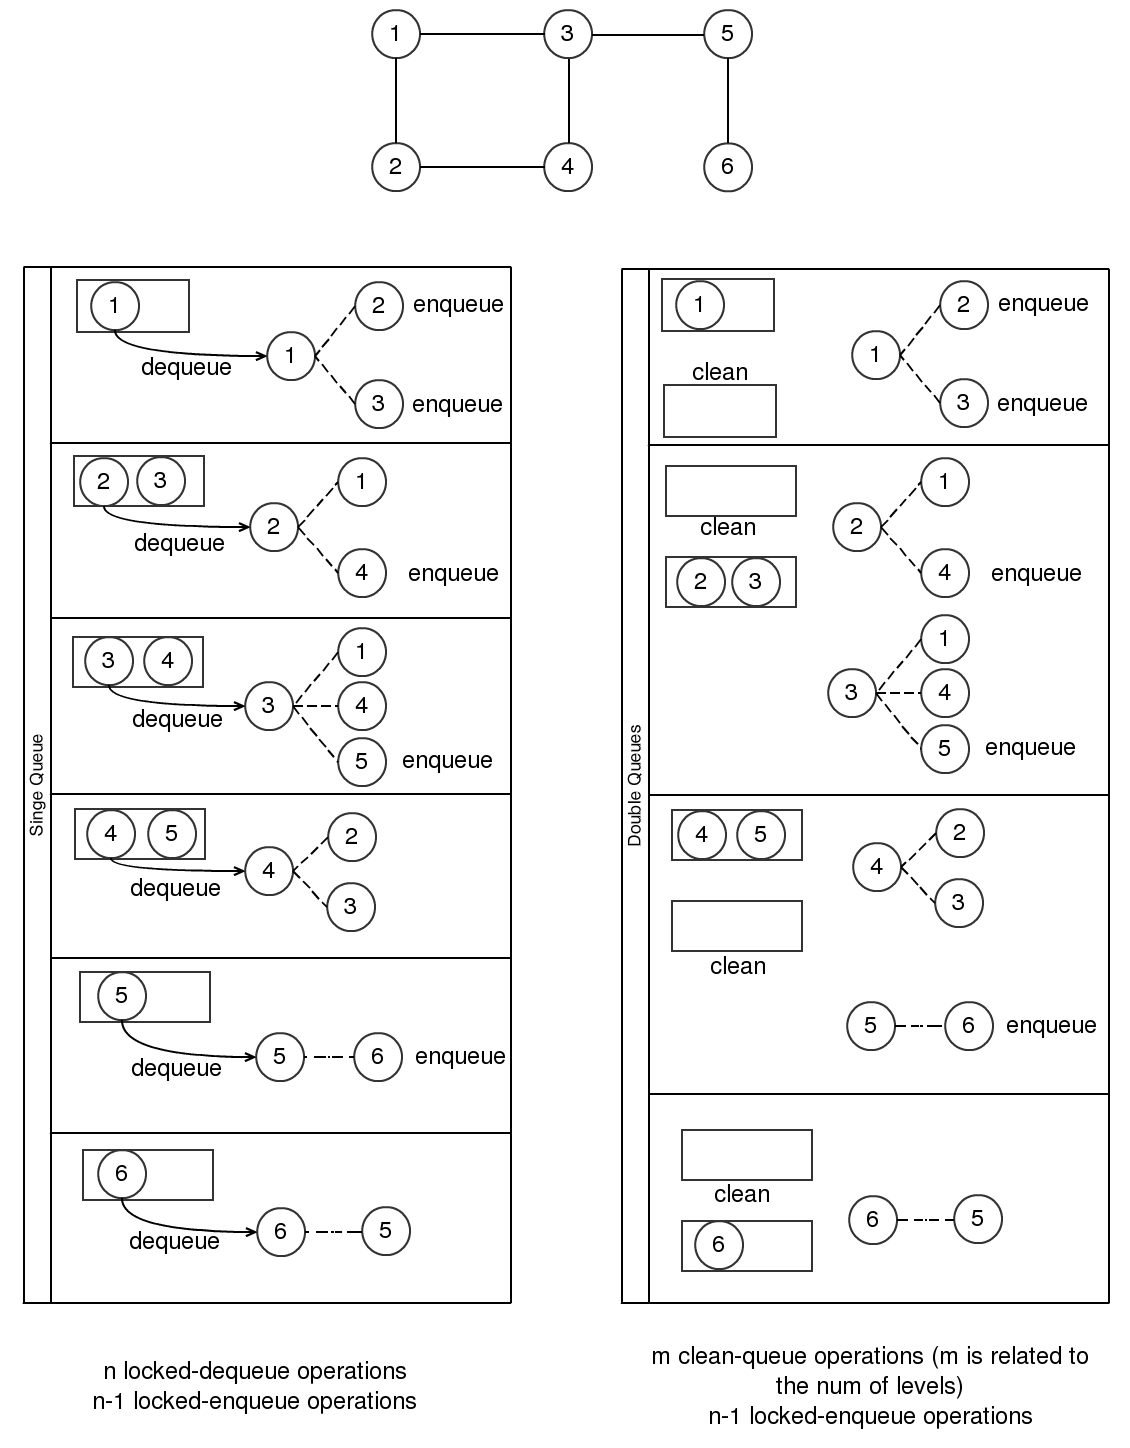 1 3 5
2 4 6
Singe Queue
1
2 enqueue
1
dequeue
3 enqueue
2 3
1
2
dequeue
4 enqueue
3 4
1
3 4
dequeue
5 enqueue
4 5
2
4
dequeue
3
5
dequeue
5 6 enqueue
6
dequeue
6 5
n locked-dequeue operations
n-1 locked-enqueue operations
Double Queues
1
2 enqueue
1
clean
3 enqueue
1
clean
2
2 3
4 enqueue
1
3 4
5 enqueue
4 5
2
4
3
clean
5 6 enqueue
clean
6
6 5
m clean-queue operations (m is related to
the num of levels)
n-1 locked-enqueue operations